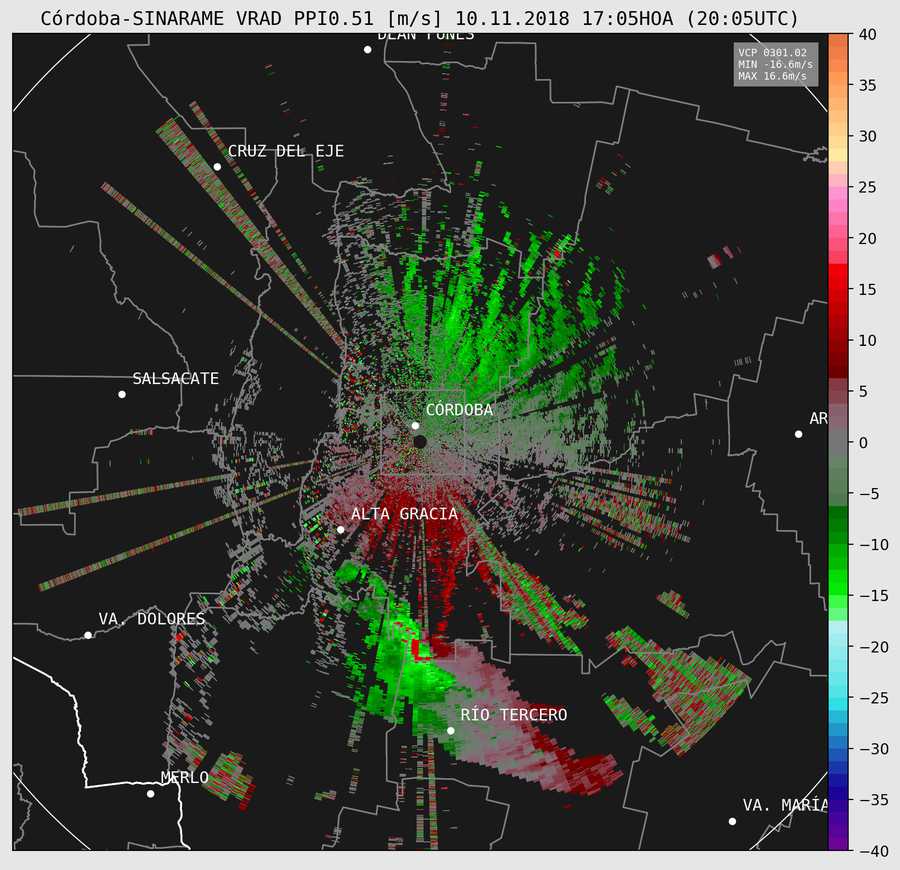 Córdoba-SINARAME VRAD PPI0.51 [m/s] 10.11.2018 17:05HOA (20:05UTC)
DEAN FUNES
VCP 0301.02
MIN -16.6m/s
MAX 16.6m/s
CRUZ DEL EJE
SALSACATE
CÓRDOBA
AR
ALTA GRACIA
VA. DOLORES
RÍO TERCERO
MERLO
VA. MARÍA
40
35
30
25
20
15
10
5
0
−5
−10
−15
−20
−25
−30
−35
−40